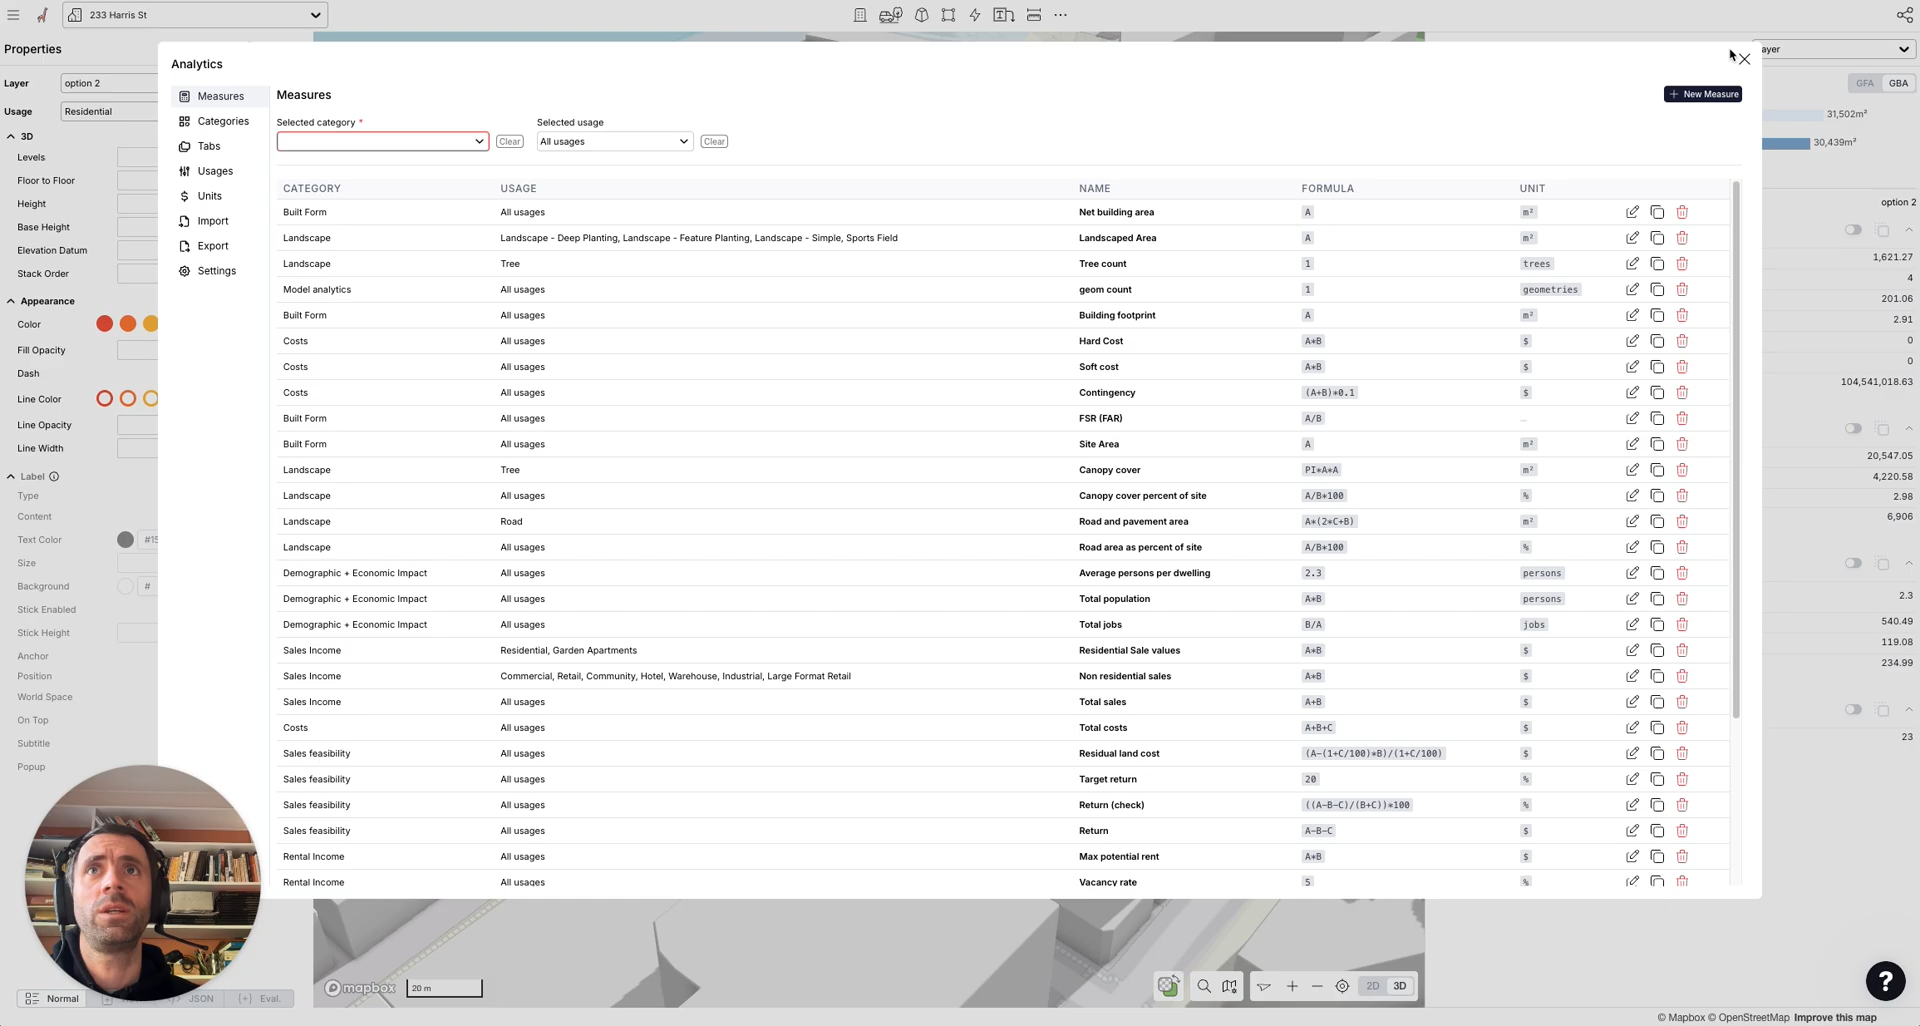 233 Harris St
Properties
Layer option 2
Usage Residential
3D
Levels
Floor to Floor
Height
Base Height
Elevation Datum
Stack Order
Appearance
Color
Fill Opacity
Dash
Line Color
Line Opacity
Line Width
Label
Type
Content
Text Color
Size
Background #
Stick Enabled
Stick Height
Anchor
Position
World Space
On Top
Subtitle
Popup
Normal JSON {+} Eval.
Analytics
Measures
Categories
Tabs
Usages
Units
Import
Export
Settings
Measures
+ New Measure
Selected category * Selected usage
Clear All usages Clear
CATEGORY USAGE NAME FORMULA UNIT
Built Form All usages Net building area A m²
Landscape Landscape - Deep Planting, Landscape - Feature Planting, Landscape - Simple, Sports Field Landscaped Area A m²
Landscape Tree Tree count 1 trees
Model analytics All usages geom count 1 geometries
Built Form All usages Building footprint A m²
Costs All usages Hard Cost A*B $
Costs All usages Soft cost A*B $
Costs All usages Contingency (A+B)*0.1 $
Built Form All usages FSR (FAR) A/B
Built Form All usages Site Area A m²
Landscape Tree Canopy cover PI*A*A m²
Landscape All usages Canopy cover percent of site A/B*100 %
Landscape Road Road and pavement area A*(2*C+B) m²
Landscape All usages Road area as percent of site A/B*100 %
Demographic + Economic Impact All usages Average persons per dwelling 2.3 persons
Demographic + Economic Impact All usages Total population A*B persons
Demographic + Economic Impact All usages Total jobs B/A jobs
Sales Income Residential, Garden Apartments Residential Sale values A*B $
Sales Income Commercial, Retail, Community, Hotel, Warehouse, Industrial, Large Format Retail Non residential sales A*B $
Sales Income All usages Total sales A+B $
Costs All usages Total costs A+B+C $
Sales feasibility All usages Residual land cost (A-(1+C/100)*B)/(1+C/100) $
Sales feasibility All usages Target return 20 %
Sales feasibility All usages Return (check) ((A-B-C)/(B+C))*100 %
Sales feasibility All usages Return A-B-C $
Rental Income All usages Max potential rent A*B $
Rental Income All usages Vacancy rate 5 %
ayer
GFA GBA
31,502m²
30,439m²
option 2
1,621.27
4
201.06
2.91
0
0
104,541,018.63
20,547.05
4,220.58
2.98
6,906
2.3
540.49
119.08
234.99
23
mapbox 20 m
2D 3D
?
© Mapbox © OpenStreetMap Improve this map